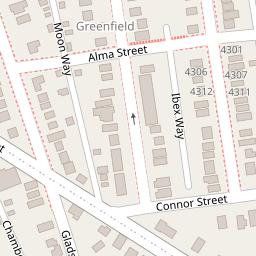 Greenfield
Moon Way
Alma Street
4301
4306
4307
4312
4311
Ibex Way
Connor Street
Chamb
Glads